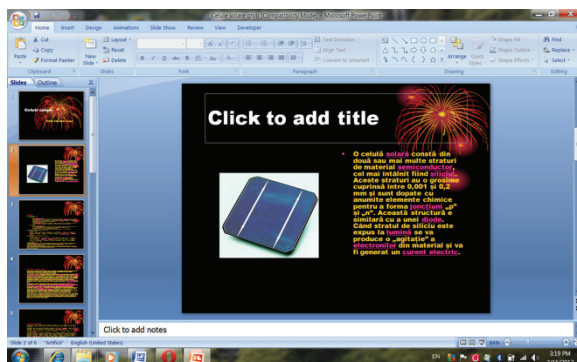 Celule solare ghib [Compatibility Mode] - Microsoft PowerPoint
Home Insert Design Animations Slide Show Review View Developer
Paste
Cut
Copy
Format Painter
Clipboard
New Slide
Layout
Reset
Delete
Slides
Font
Paragraph
Text Direction
Align Text
Convert to SmartArt
Arrange
Quick Styles
Shape Fill
Shape Outline
Shape Effects
Drawing
Find
Replace
Select
Editing
Slides Outline
Click to add title
O celulă solară constă din
două sau mai multe straturi
de material semiconductor,
cel mai întâlnit fiind siliciul.
Aceste straturi au o grosime
cuprinsă între 0,001 și 0,2
mm și sunt dopate cu
anumite elemente chimice
pentru a forma joncțiuni „p”
și „n”. Această structură e
similară cu a unei diode.
Când stratul de siliciu este
expus la lumină se va
produce o „agitație” a
electronilor din material și va
fi generat un curent electric.
Click to add notes
Slide 2 of 6 "Artificii" English (United States)
EN
3:19 PM